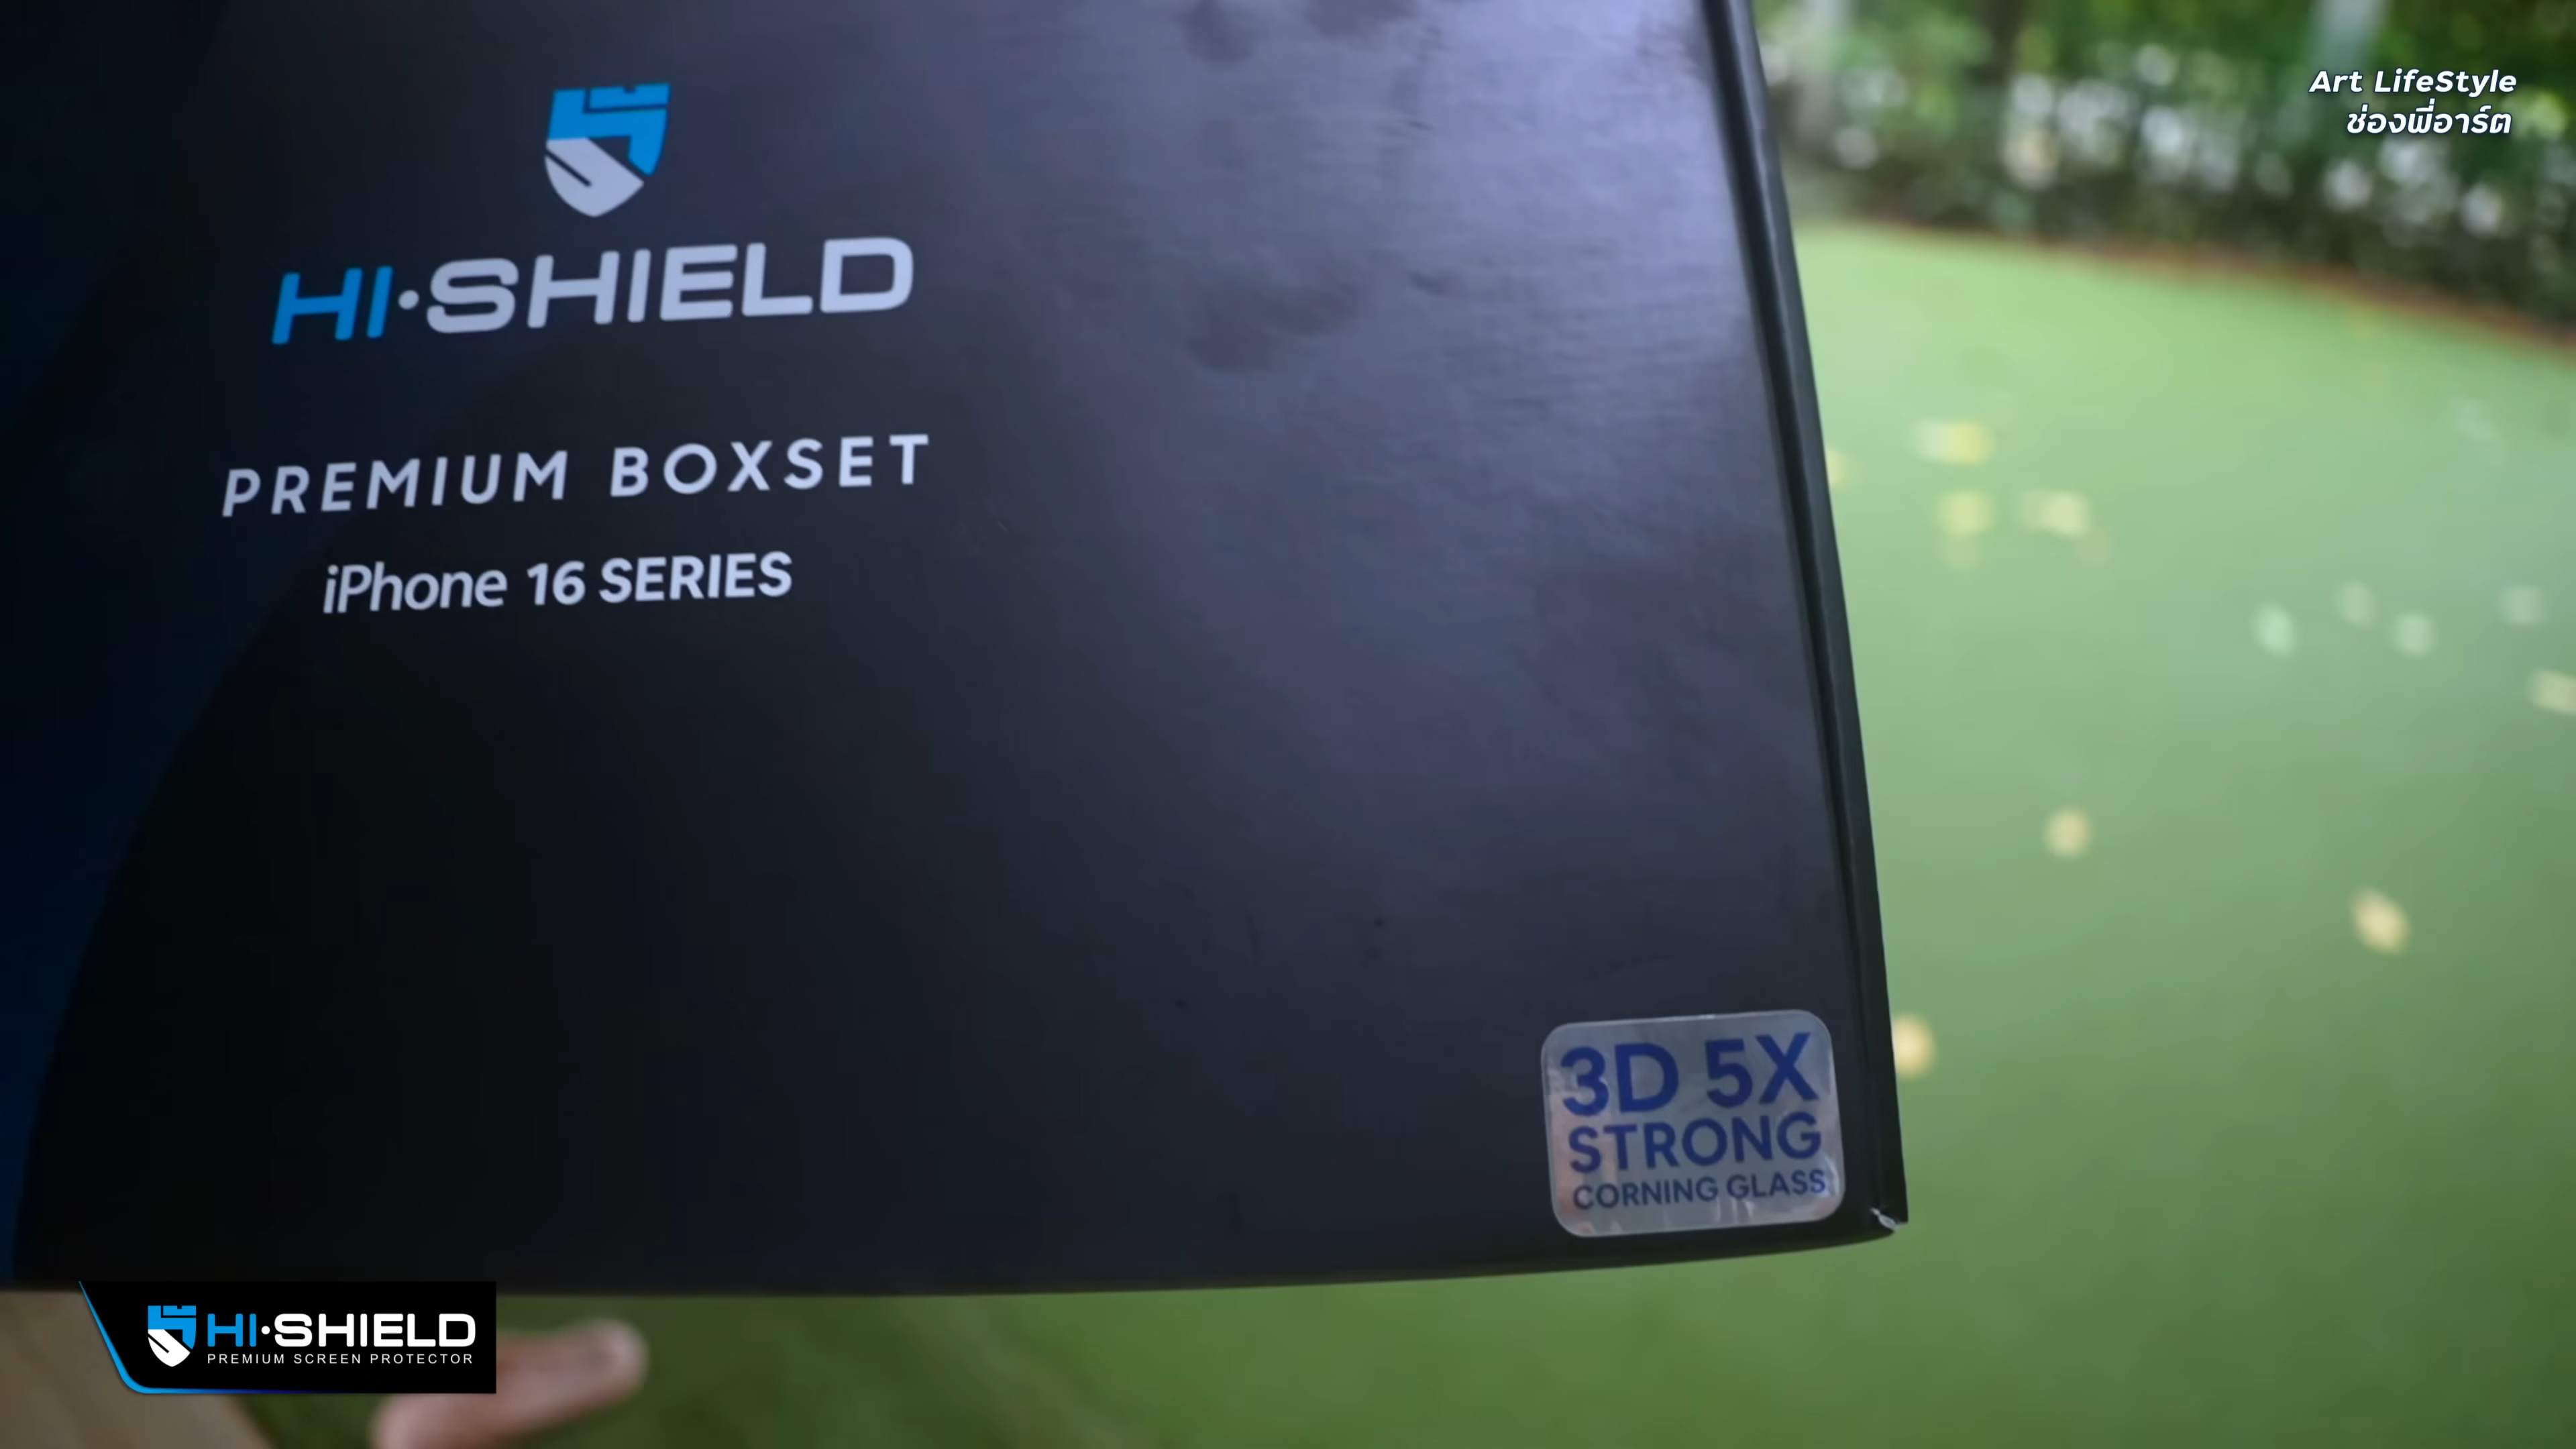 Art LifeStyle
ช่องพี่อาร์ต
HI·SHIELD
PREMIUM BOXSET
iPhone 16 SERIES
3D 5X
STRONG
CORNING GLASS
HI·SHIELD
PREMIUM SCREEN PROTECTOR